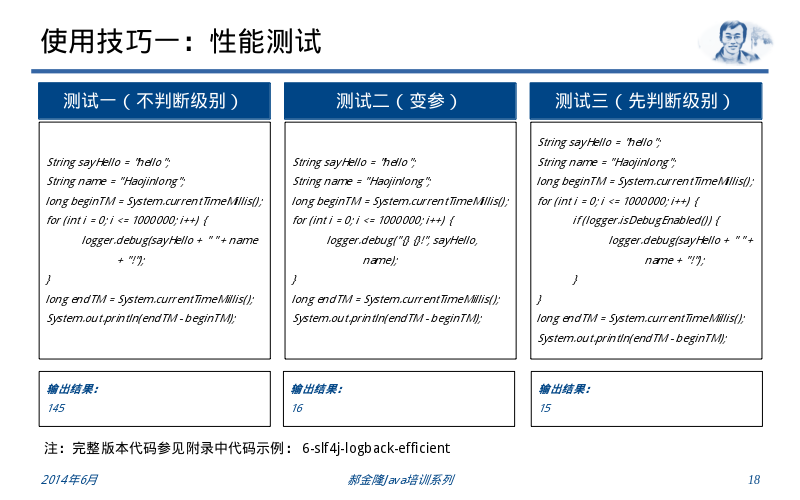 使用技巧一：性能测试
测试一（不判断级别）
String sayHello = "hello";
String name = "Haojinlong";
long beginTM = System.currentTimeMillis();
for (int i = 0; i <= 1000000; i++) {
logger.debug(sayHello + " " + name
+ "!");
}
long endTM = System.currentTimeMillis();
System.out.println(endTM - beginTM);
输出结果：
145
测试二（变参）
String sayHello = "hello";
String name = "Haojinlong";
long beginTM = System.currentTimeMillis();
for (int i = 0; i <= 1000000; i++) {
logger.debug("{} {}!", sayHello,
name);
}
long endTM = System.currentTimeMillis();
System.out.println(endTM - beginTM);
输出结果：
16
测试三（先判断级别）
String sayHello = "hello";
String name = "Haojinlong";
long beginTM = System.currentTimeMillis();
for (int i = 0; i <= 1000000; i++) {
if (logger.isDebugEnabled()) {
logger.debug(sayHello + " " +
name + "!");
}
}
long endTM = System.currentTimeMillis();
System.out.println(endTM - beginTM);
输出结果：
15
注：完整版本代码参见附录中代码示例：6-slf4j-logback-efficient
2014年6月
郝金隆Java培训系列
18